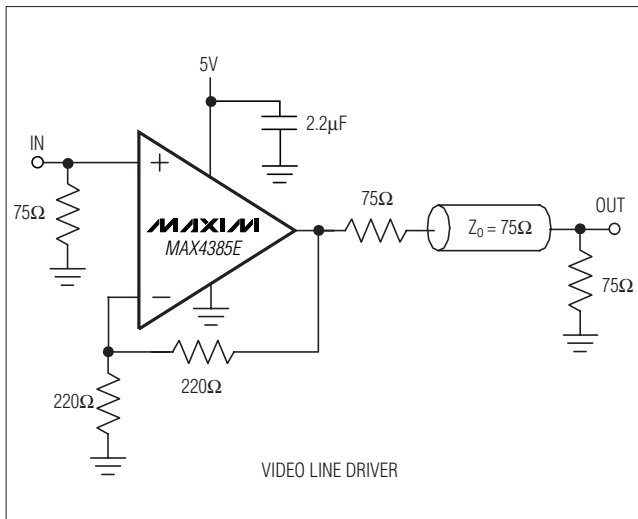 5V
2.2µF
IN
+
75Ω
MAXIM
MAX4385E
−
75Ω
Z₀ = 75Ω
OUT
75Ω
220Ω
220Ω
VIDEO LINE DRIVER